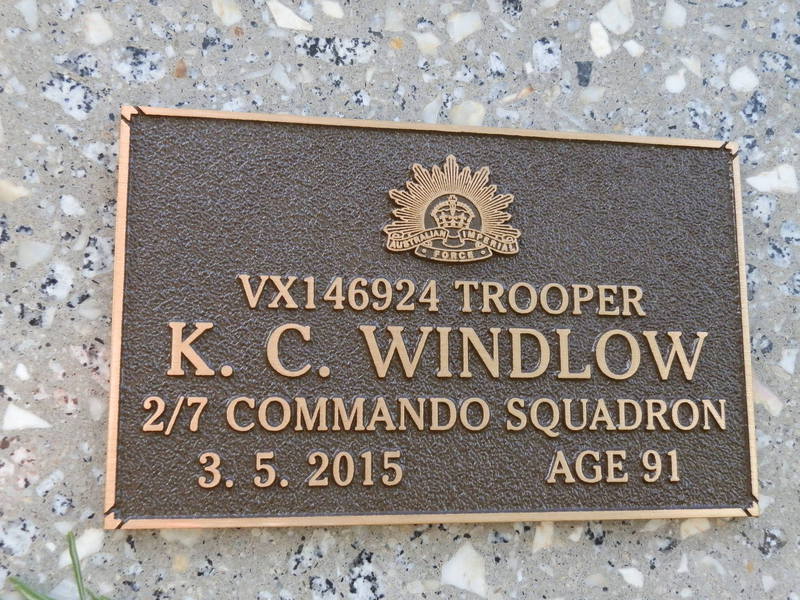 AUSTRALIAN IMPERIAL
FORCE
VX146924 TROOPER
K. C. WINDLOW
2/7 COMMANDO SQUADRON
3. 5. 2015 AGE 91